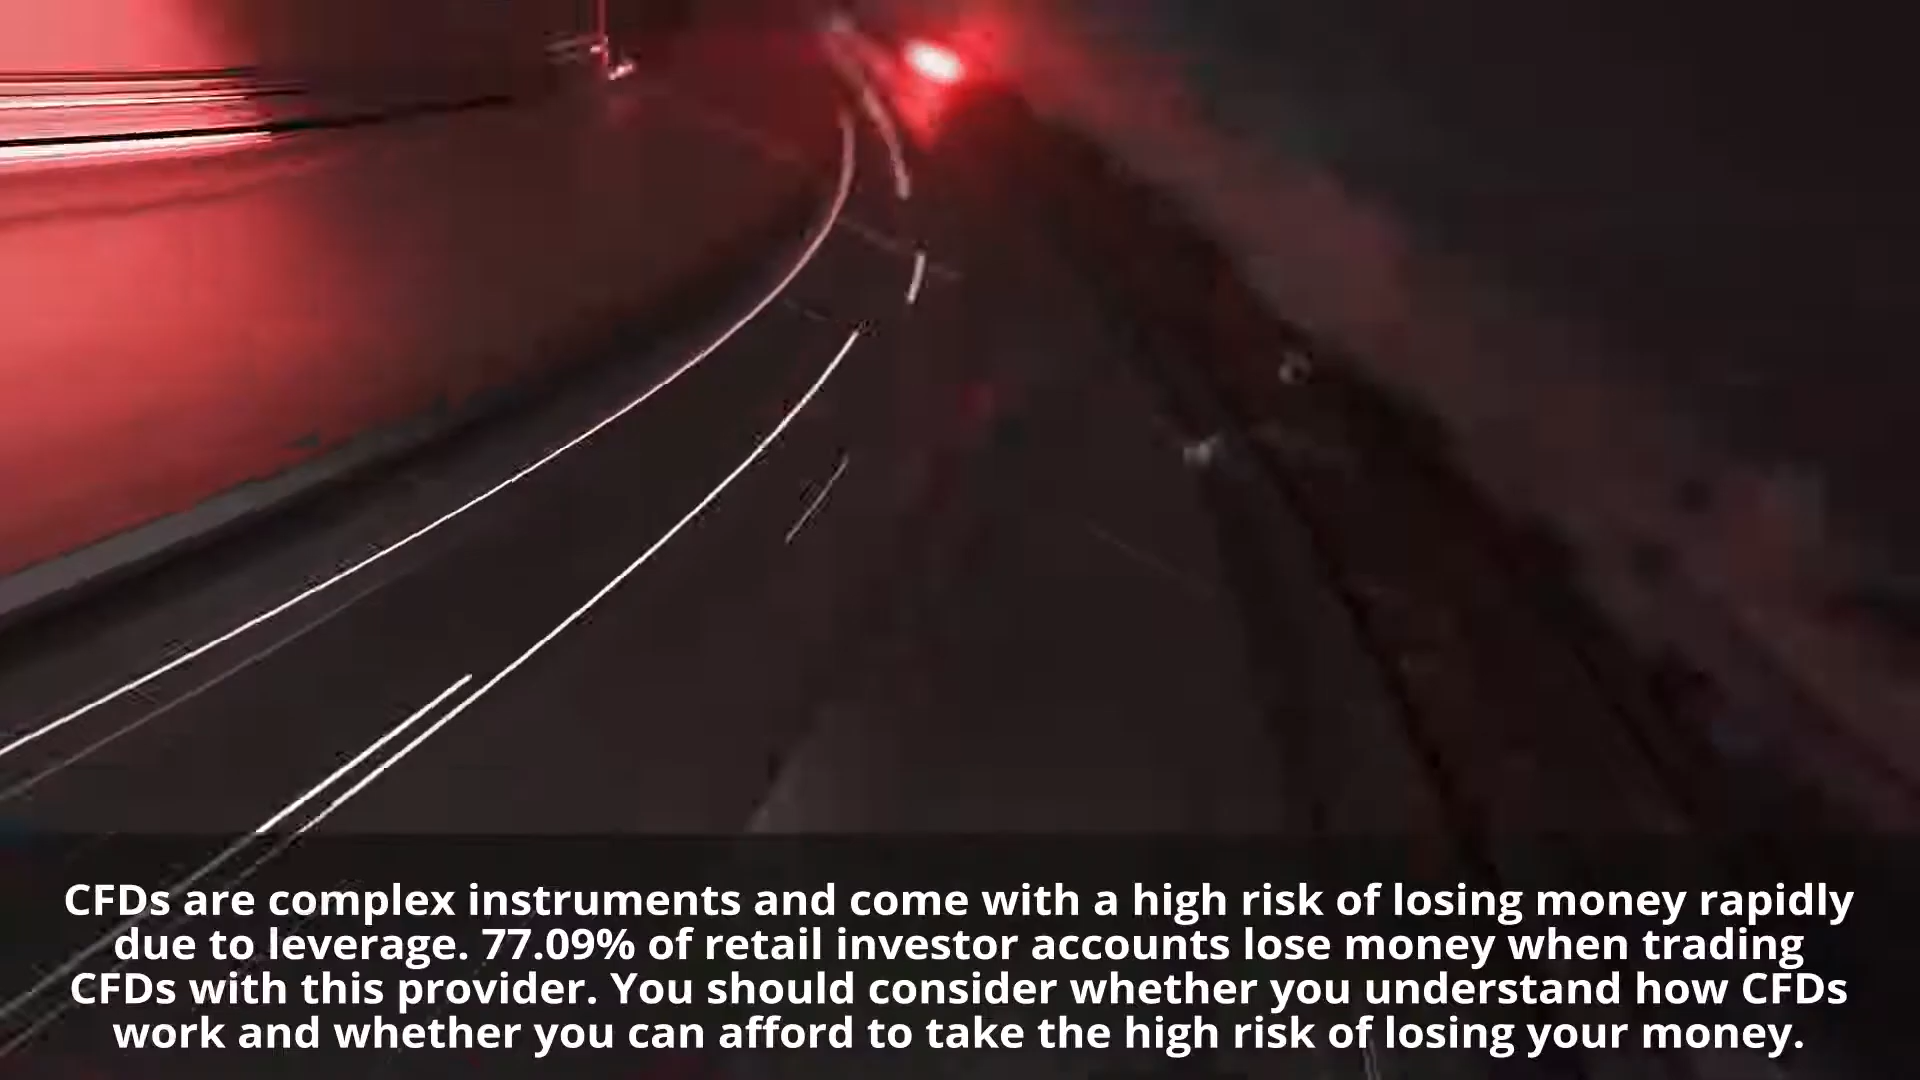 CFDs are complex instruments and come with a high risk of losing money rapidly
due to leverage. 77.09% of retail investor accounts lose money when trading
CFDs with this provider. You should consider whether you understand how CFDs
work and whether you can afford to take the high risk of losing your money.